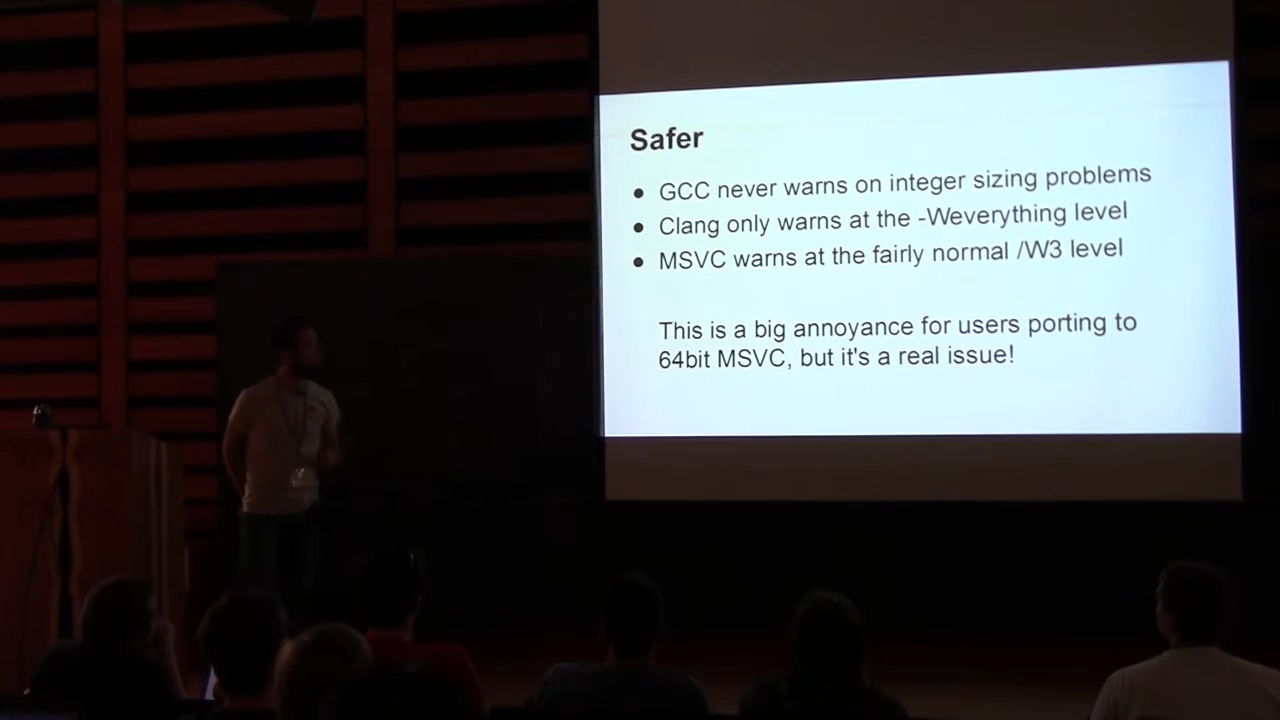 Safer
● GCC never warns on integer sizing problems
● Clang only warns at the -Weverything level
● MSVC warns at the fairly normal /W3 level
This is a big annoyance for users porting to
64bit MSVC, but it's a real issue!